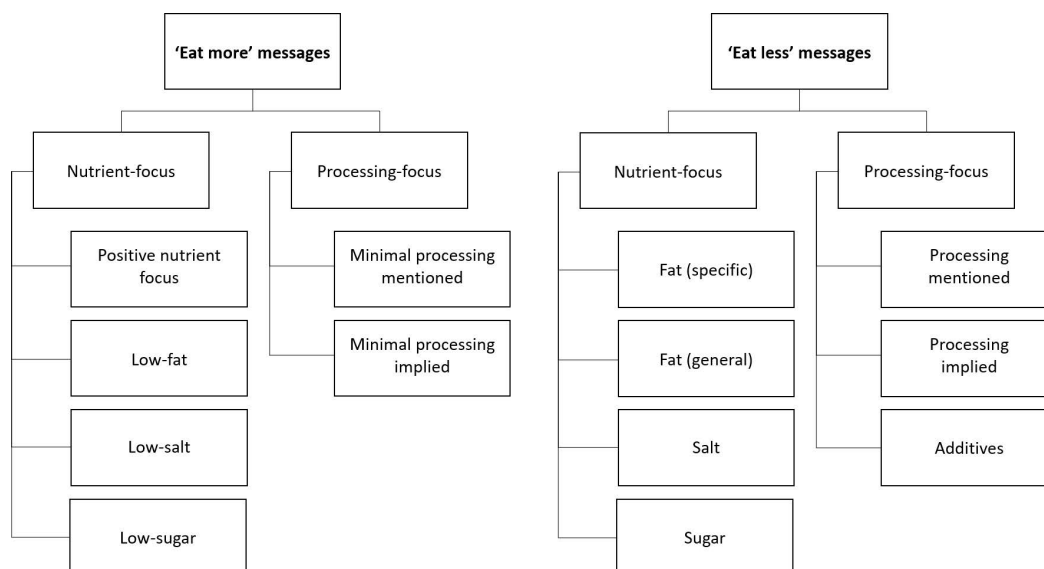 ‘Eat more’ messages
Nutrient-focus
Positive nutrient
focus
Low-fat
Low-salt
Low-sugar
Processing-focus
Minimal processing
mentioned
Minimal processing
implied
‘Eat less’ messages
Nutrient-focus
Fat (specific)
Fat (general)
Salt
Sugar
Processing-focus
Processing
mentioned
Processing
implied
Additives